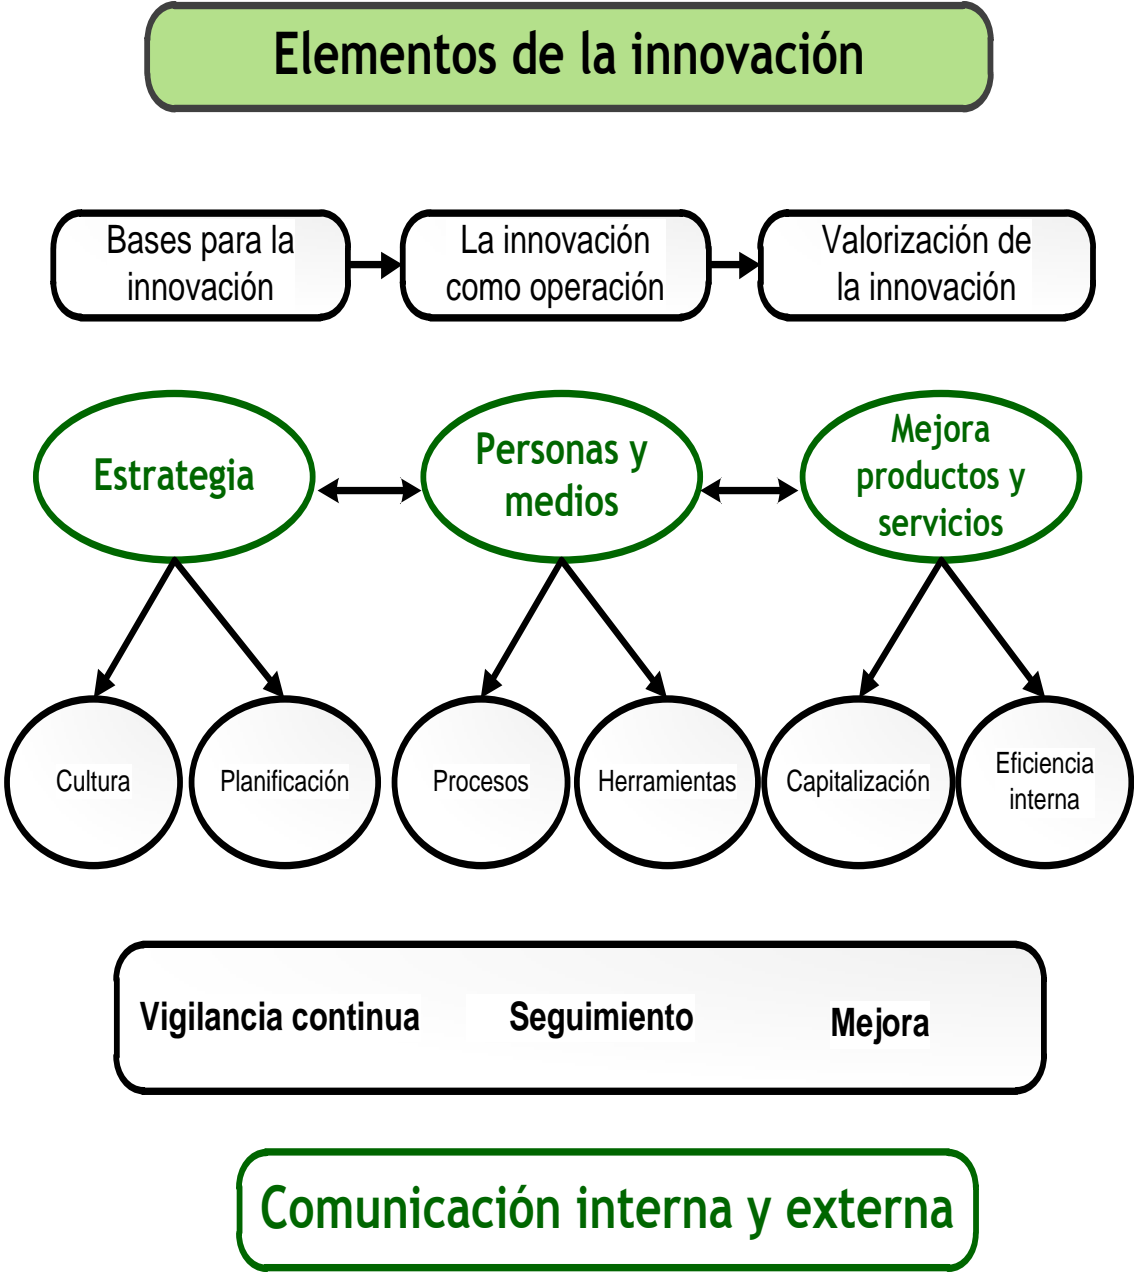 Elementos de la innovación
Bases para la
innovación
La innovación
como operación
Valorización de
la innovación
Estrategia
Personas y
medios
Mejora
productos y
servicios
Cultura
Planificación
Procesos
Herramientas
Capitalización
Eficiencia
interna
Vigilancia continua
Seguimiento
Mejora
Comunicación interna y externa